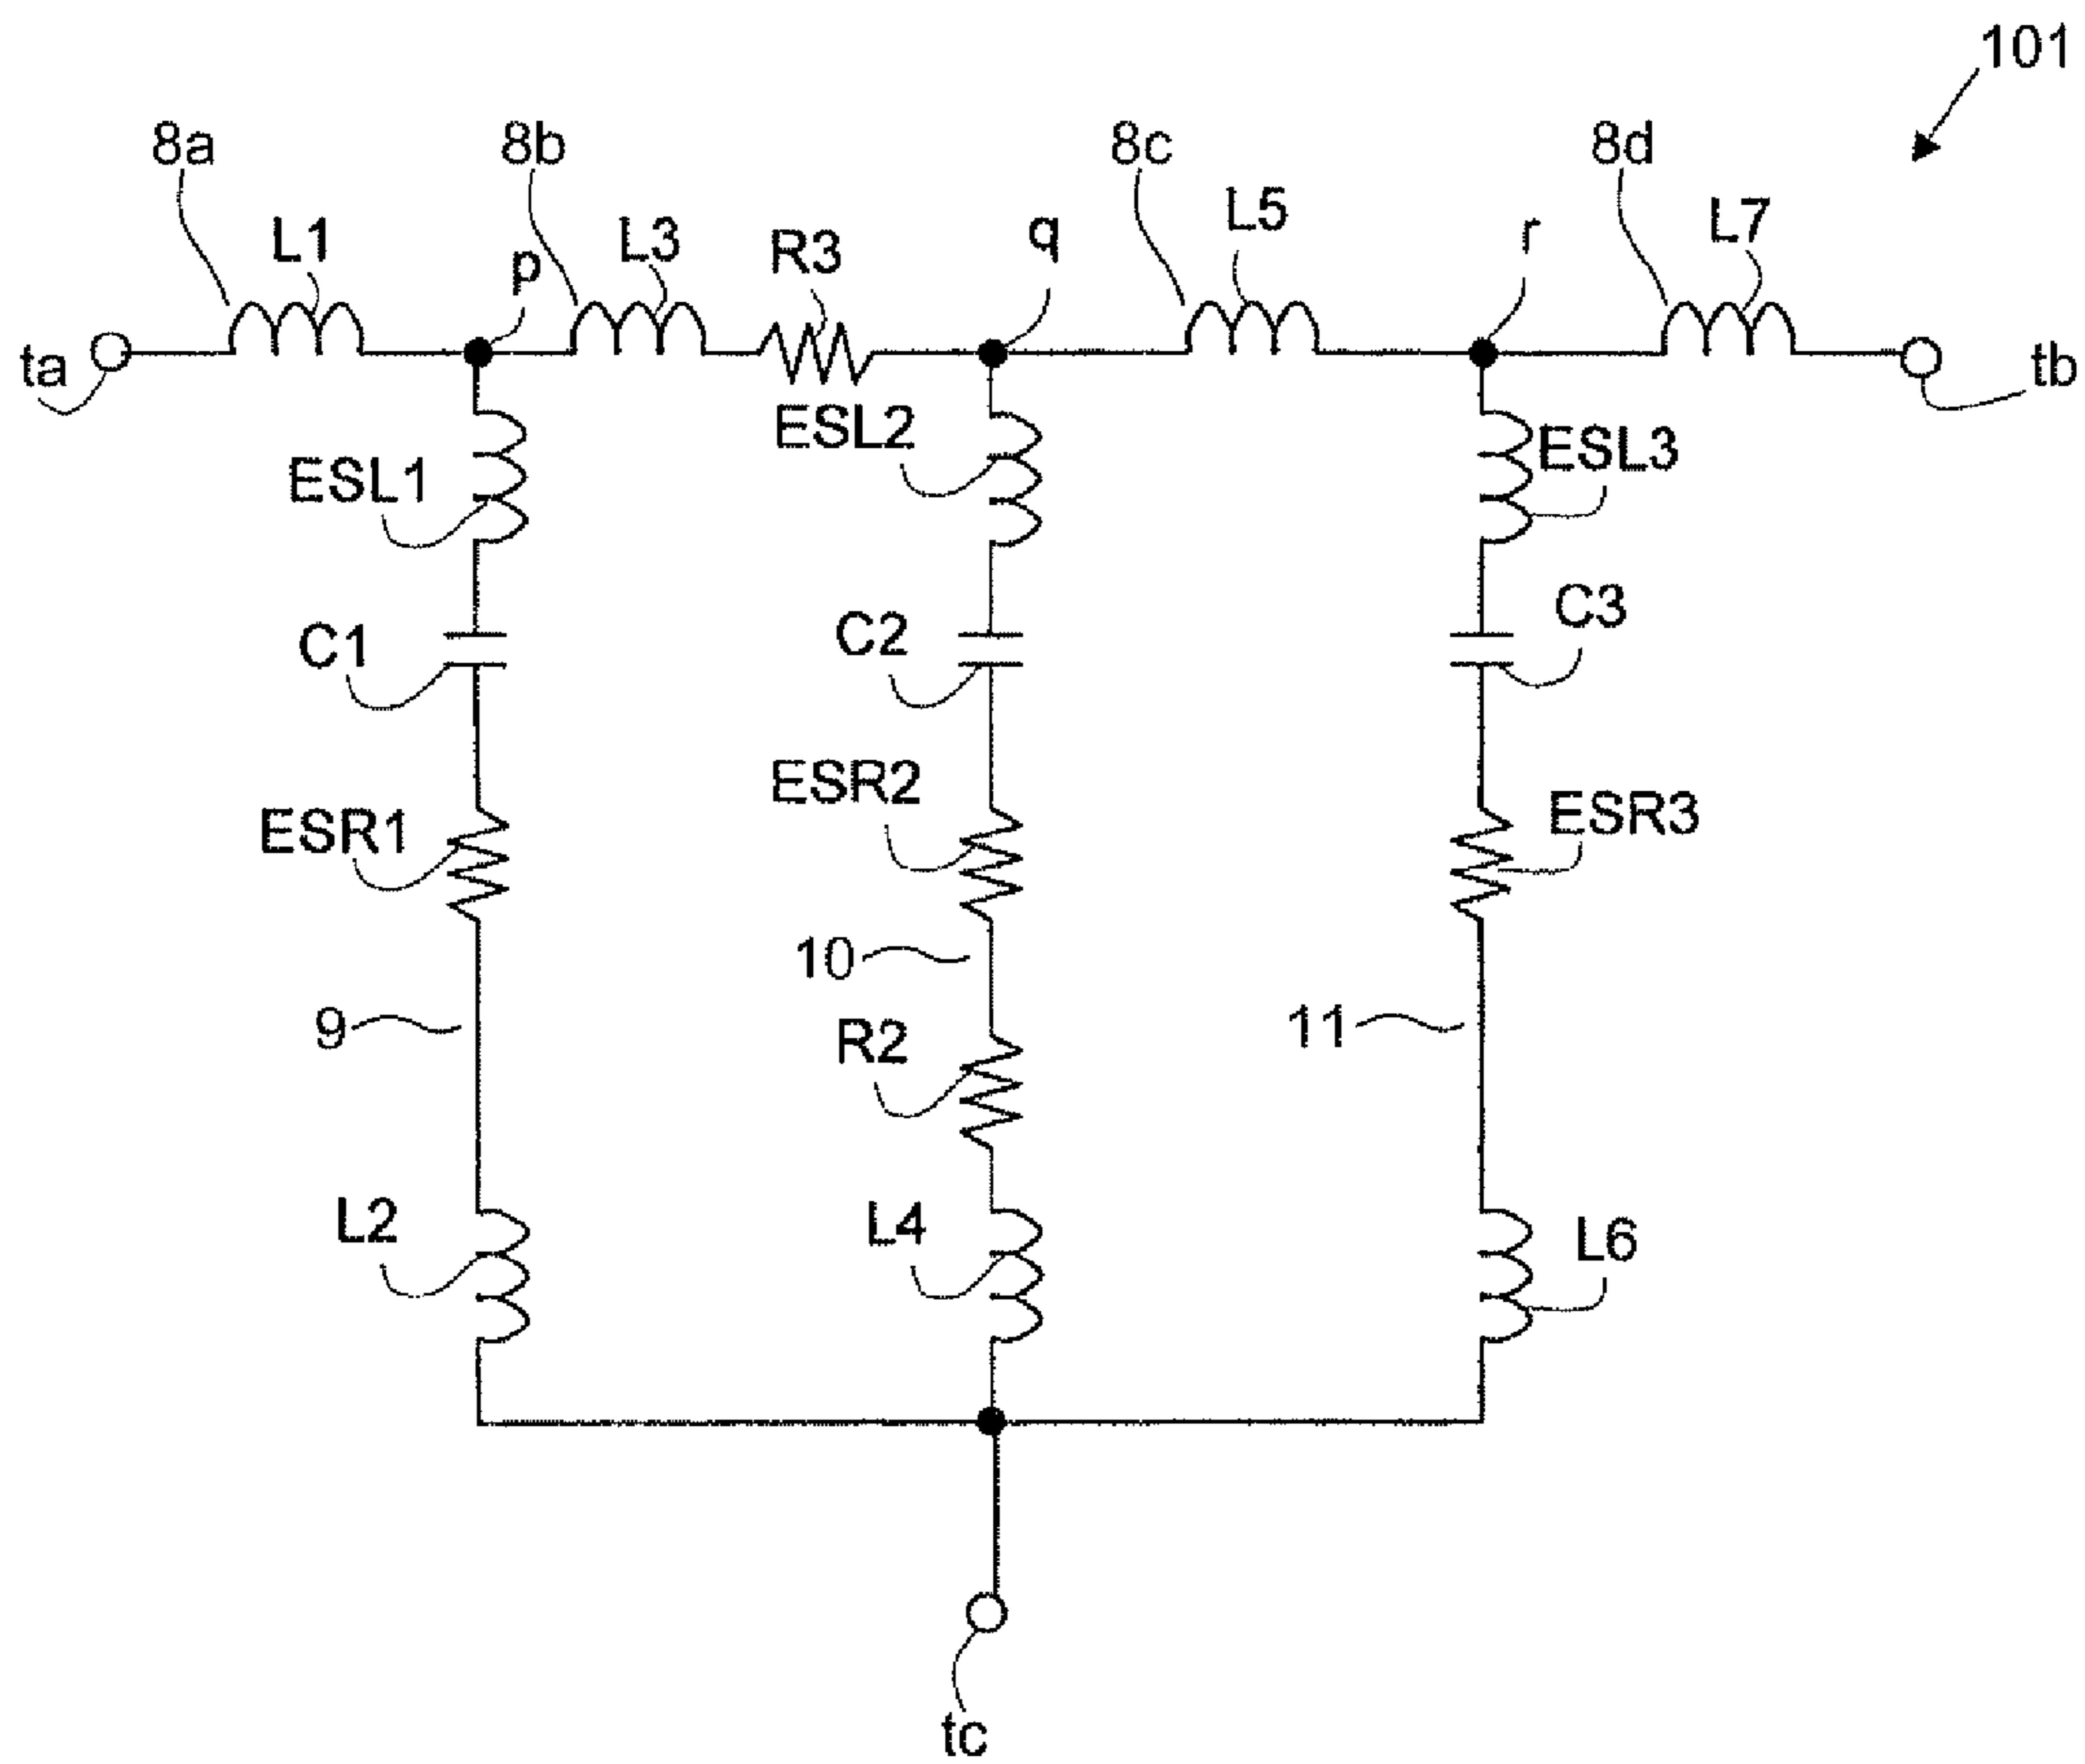 101
8a
8b
8c
8d
L1
L3
R3
L5
L7
p
q
r
ta
tb
ESL1
ESL2
ESL3
C1
C2
C3
ESR1
ESR2
ESR3
9
10
11
R2
L2
L4
L6
tc